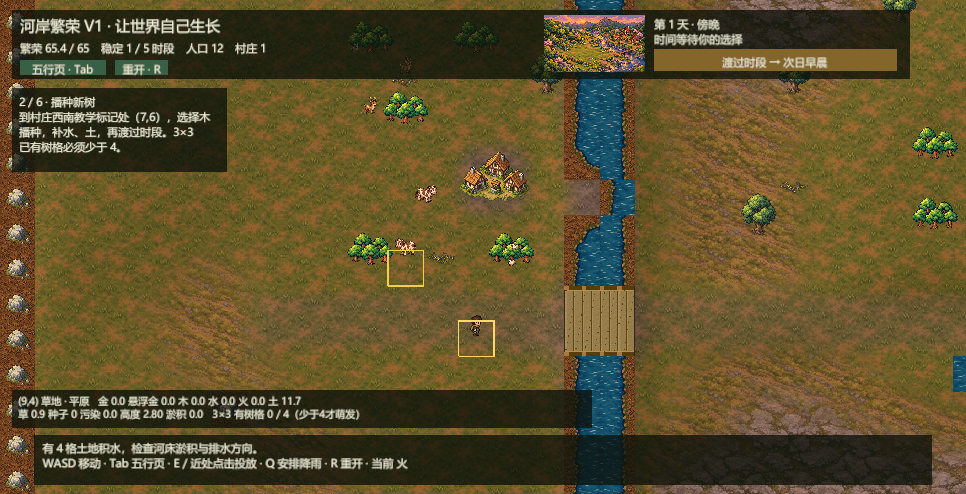 河岸繁荣 V1 · 让世界自己生长
繁荣 65.4 / 65 稳定 1 / 5 时段 人口 12 村庄 1
五行页 · Tab 重开 · R
第 1 天 · 傍晚
时间等待你的选择
渡过时段 → 次日早晨
2 / 6 · 播种新树
到村庄西南教学标记处（7,6），选择木
播种，补水、土，再渡过时段。3×3
已有树格必须少于 4。
(9,4) 草地 · 平原 金 0.0 悬浮金 0.0 木 0.0 水 0.0 火 0.0 土 11.7
草 0.9 种子 0 污染 0.0 高度 2.80 淤积 0.0 3×3 有树格 0 / 4（少于4才萌发）
有 4 格土地积水，检查河床淤积与排水方向。
WASD 移动 · Tab 五行页 · E / 近处点击投放 · Q 安排降雨 · R 重开 · 当前 火